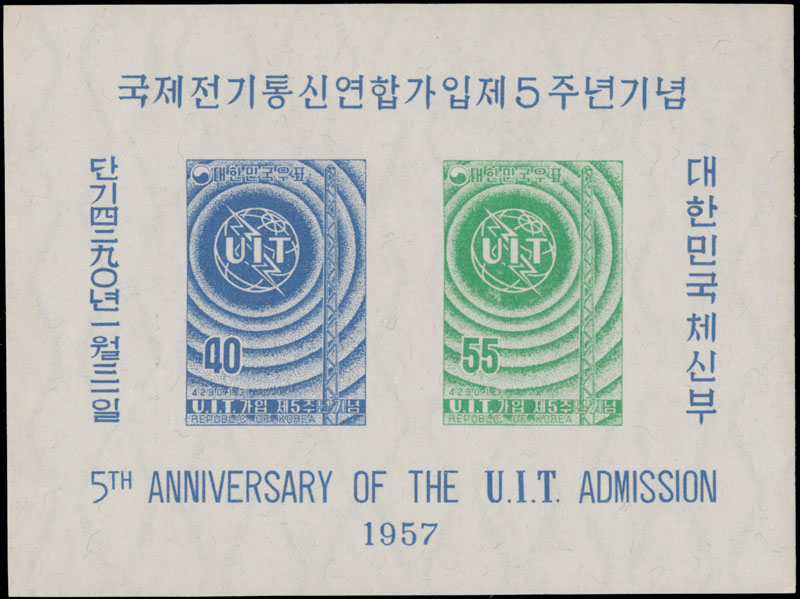 국제전기통신연합가입제5주년기념
단기四二九〇년一월三一일
대한민국우표
U.I.T
40
4290.1.31
U.I.T. 가입 제5주년기념
REPUBLIC OF KOREA
대한민국우표
U.I.T
55
4290.1.31
U.I.T. 가입 제5주년기념
REPUBLIC OF KOREA
대한민국체신부
5TH ANNIVERSARY OF THE U.I.T. ADMISSION
1957